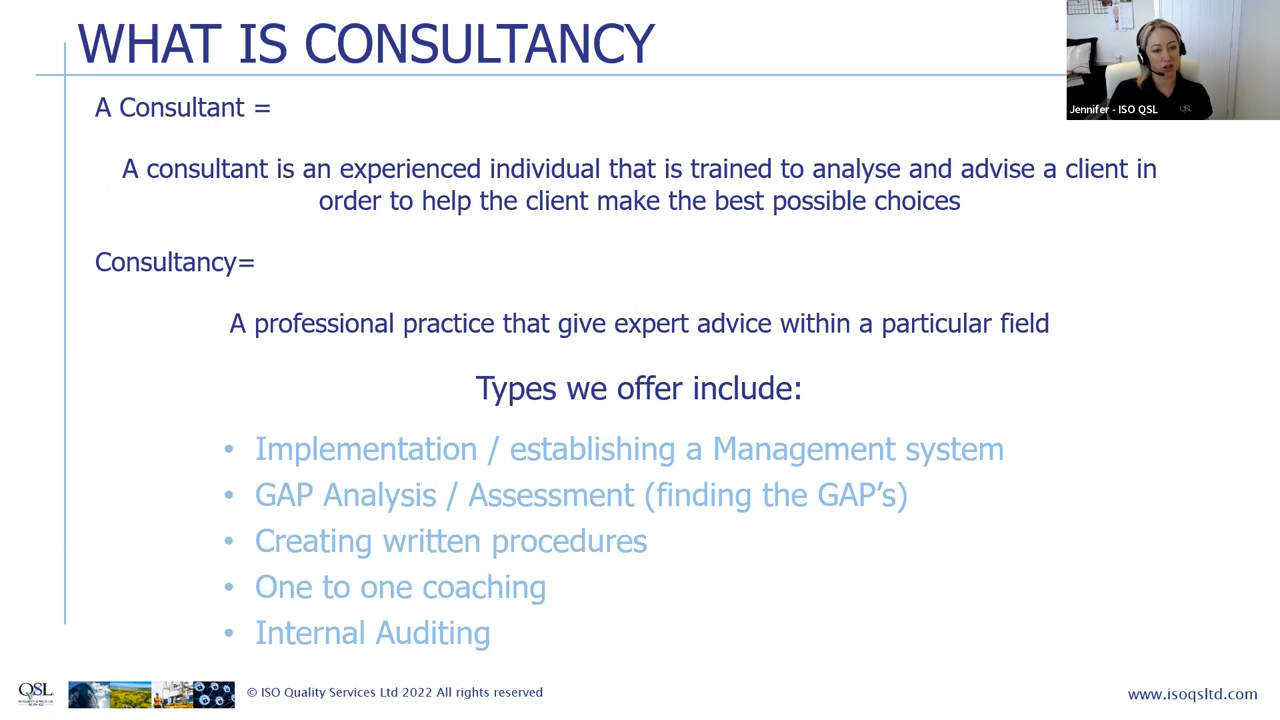 WHAT IS CONSULTANCY
A Consultant =
A consultant is an experienced individual that is trained to analyse and advise a client in
order to help the client make the best possible choices
Consultancy=
A professional practice that give expert advice within a particular field
Types we offer include:
• Implementation / establishing a Management system
• GAP Analysis / Assessment (finding the GAP’s)
• Creating written procedures
• One to one coaching
• Internal Auditing
Jennifer - ISO QSL
QSL
QSL
© ISO Quality Services Ltd 2022 All rights reserved
www.isoqsltd.com